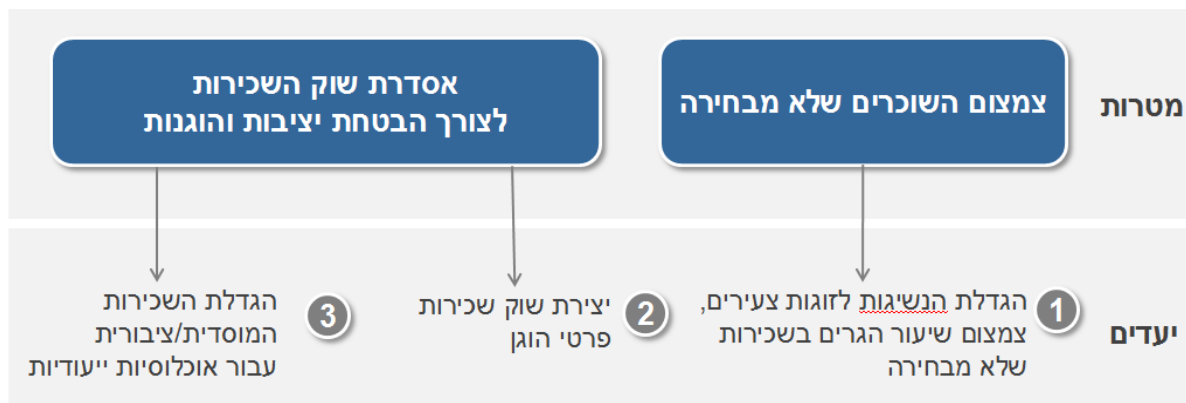 מטרות
צמצום השוכרים שלא מבחירה
אסדרת שוק השכירות
לצורך הבטחת יציבות והוגנות
יעדים
1
הגדלת הנשיגות לזוגות צעירים,
צמצום שיעור הגרים בשכירות
שלא מבחירה
2
יצירת שוק שכירות
פרטי הוגן
3
הגדלת השכירות
המוסדית/ציבורית
עבור אוכלוסיות ייעודיות